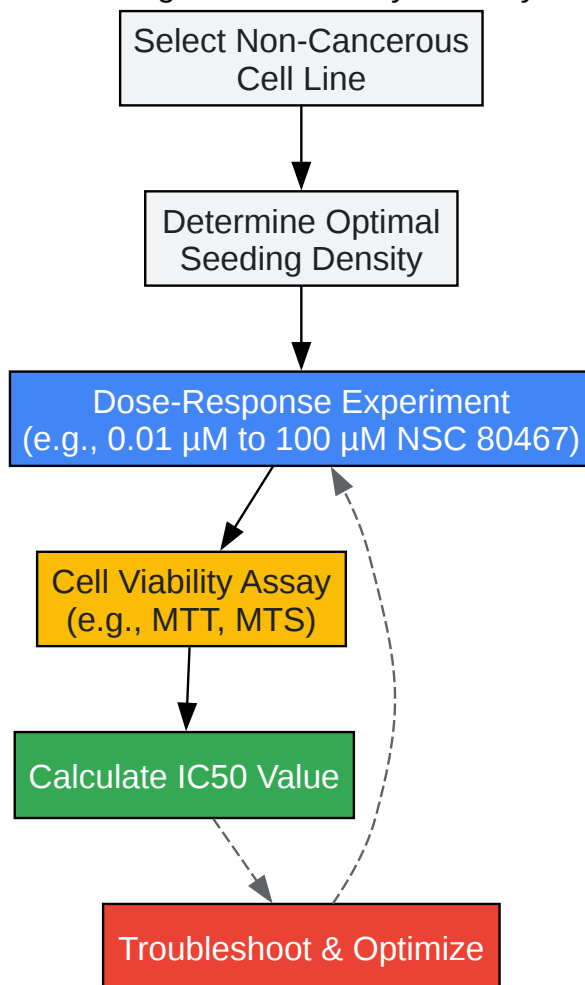 Select Non-Cancerous
Cell Line
Determine Optimal
Seeding Density
Dose-Response Experiment
(e.g., 0.01 µM to 100 µM NSC 80467)
Cell Viability Assay
(e.g., MTT, MTS)
Calculate IC50 Value
Troubleshoot & Optimize